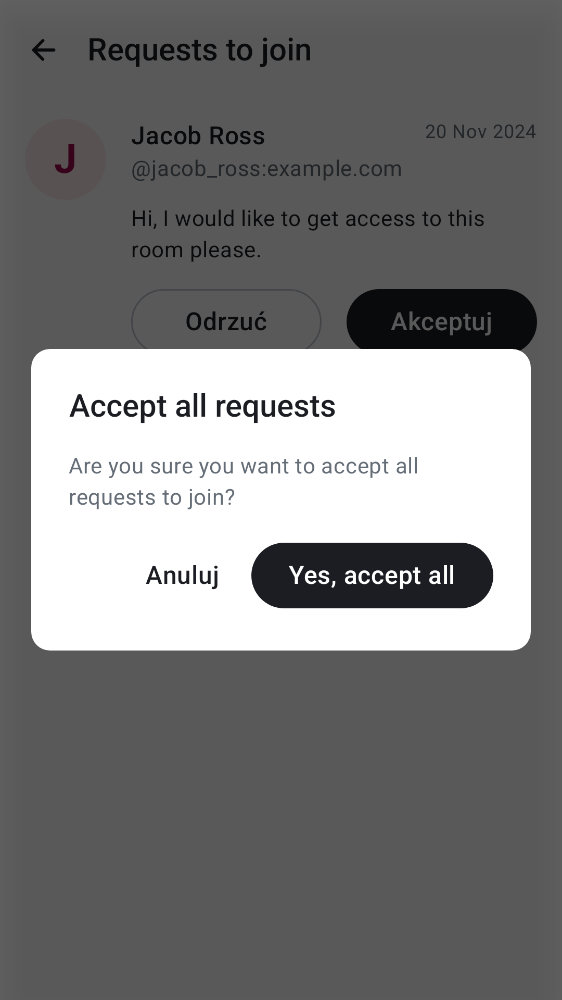 Requests to join
J
Jacob Ross
20 Nov 2024
@jacob_ross:example.com
Hi, I would like to get access to this
room please.
Odrzuć
Akceptuj
Accept all requests
Are you sure you want to accept all
requests to join?
Anuluj
Yes, accept all